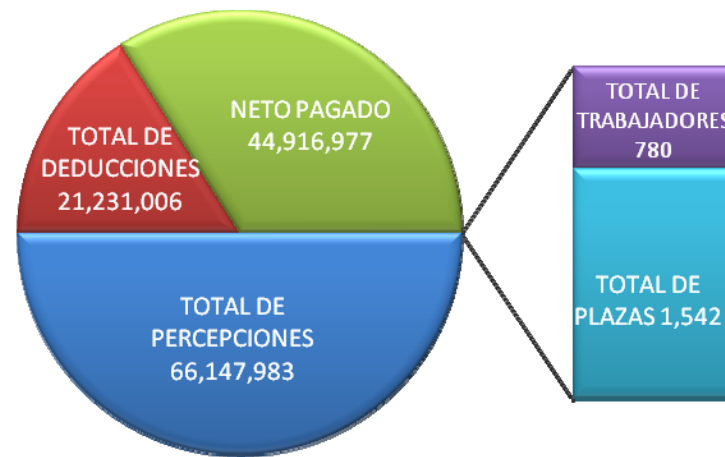 NETO PAGADO
44,916,977
TOTAL DE
DEDUCCIONES
21,231,006
TOTAL DE
PERCEPCIONES
66,147,983
TOTAL DE
TRABAJADORES
780
TOTAL DE
PLAZAS 1,542